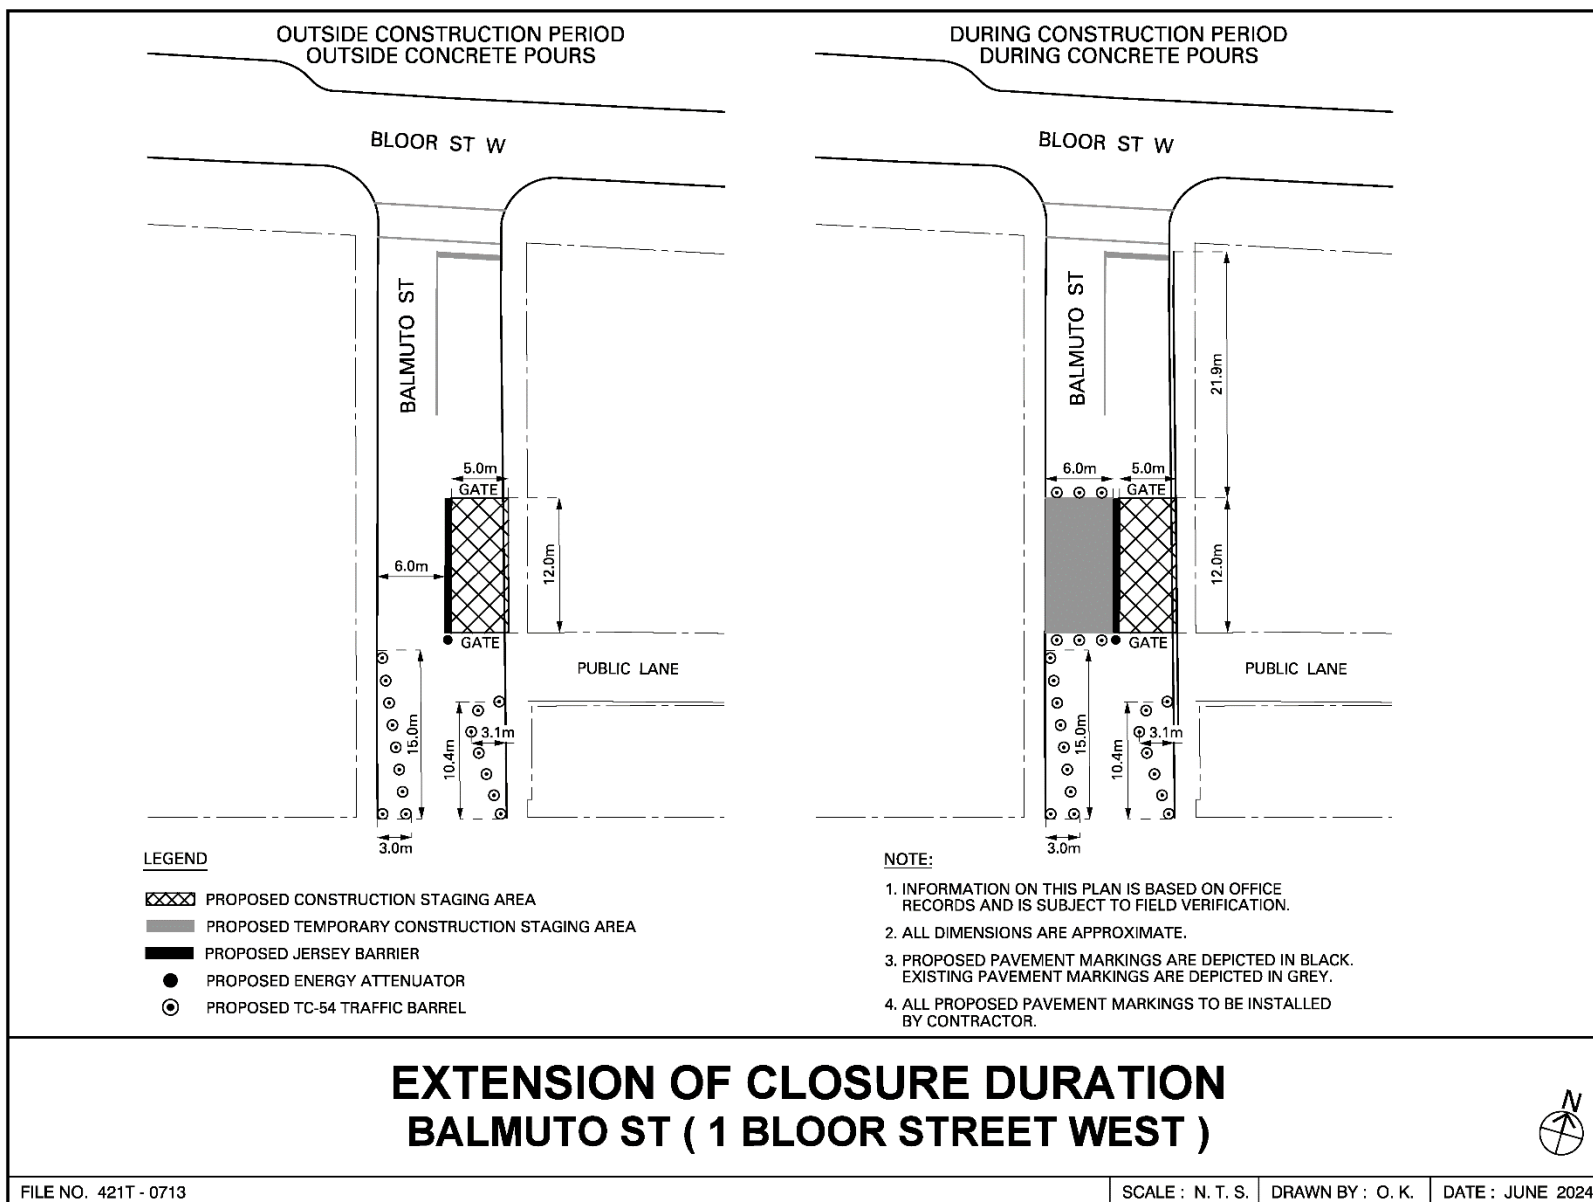 OUTSIDE CONSTRUCTION PERIOD
OUTSIDE CONCRETE POURS
BLOOR ST W
BALMUTO ST
5.0m
GATE
12.0m
6.0m
GATE
PUBLIC LANE
15.0m
3.1m
10.4m
3.0m
DURING CONSTRUCTION PERIOD
DURING CONCRETE POURS
BLOOR ST W
BALMUTO ST
21.9m
6.0m
5.0m
GATE
12.0m
GATE
PUBLIC LANE
15.0m
3.1m
10.4m
3.0m
LEGEND
PROPOSED CONSTRUCTION STAGING AREA
PROPOSED TEMPORARY CONSTRUCTION STAGING AREA
PROPOSED JERSEY BARRIER
PROPOSED ENERGY ATTENUATOR
PROPOSED TC-54 TRAFFIC BARREL
NOTE:
1. INFORMATION ON THIS PLAN IS BASED ON OFFICE
RECORDS AND IS SUBJECT TO FIELD VERIFICATION.
2. ALL DIMENSIONS ARE APPROXIMATE.
3. PROPOSED PAVEMENT MARKINGS ARE DEPICTED IN BLACK.
EXISTING PAVEMENT MARKINGS ARE DEPICTED IN GREY.
4. ALL PROPOSED PAVEMENT MARKINGS TO BE INSTALLED
BY CONTRACTOR.
EXTENSION OF CLOSURE DURATION
BALMUTO ST ( 1 BLOOR STREET WEST )
N
FILE NO. 421T - 0713
SCALE : N. T. S.
DRAWN BY : O. K.
DATE : JUNE 2024